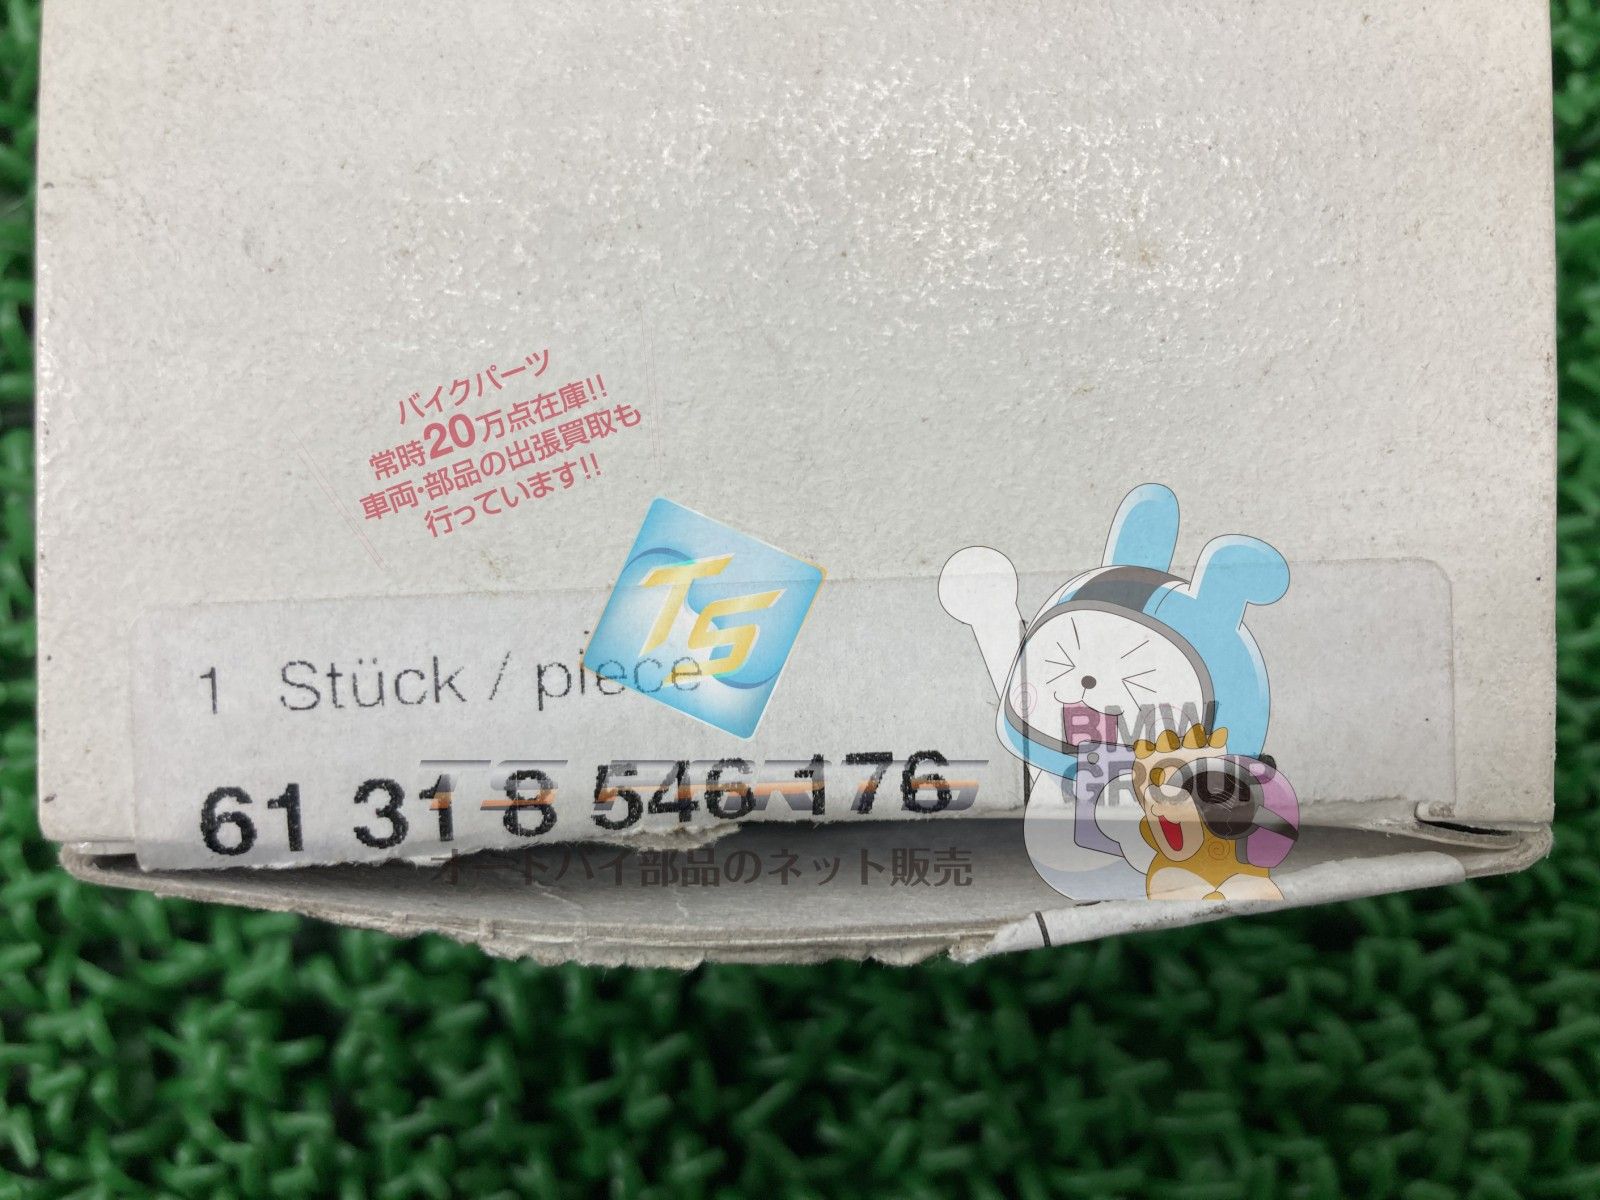 バイクパーツ
常時20万点在庫!!
車両・部品の出張買取も
行っています!!
TS
1 Stück / piece
BMW
GROUP
61 31 8 546 176
TS PARTS
オートバイ部品のネット販売